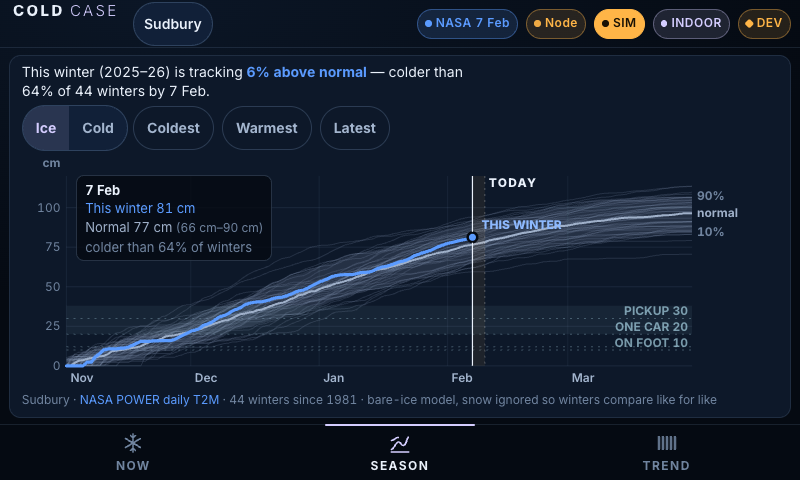 COLD CASE
Sudbury
NASA 7 Feb
Node
SIM
INDOOR
DEV
This winter (2025–26) is tracking 6% above normal — colder than
64% of 44 winters by 7 Feb.
Ice
Cold
Coldest
Warmest
Latest
cm
7 Feb
This winter 81 cm
Normal 77 cm (66 cm–90 cm)
colder than 64% of winters
TODAY
THIS WINTER
90%
normal
10%
100
75
50
25
0
PICKUP 30
ONE CAR 20
ON FOOT 10
Nov
Dec
Jan
Feb
Mar
Sudbury · NASA POWER daily T2M · 44 winters since 1981 · bare-ice model, snow ignored so winters compare like for like
NOW
SEASON
TREND